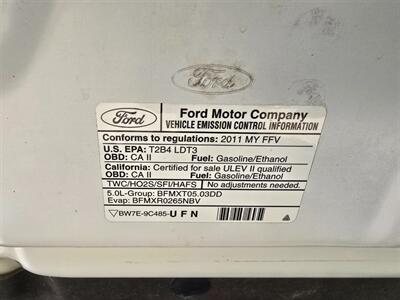 Ford
Ford
Ford Motor Company
VEHICLE EMISSION CONTROL INFORMATION
Conforms to regulations: 2011 MY FFV
U.S. EPA: T2B4 LDT3
OBD: CA II Fuel: Gasoline/Ethanol
California: Certified for sale ULEV II qualified
OBD: CA II Fuel: Gasoline/Ethanol
TWC/HO2S/SFI/HAFS No adjustments needed.
5.0L-Group: BFMXT05.03DD
Evap: BFMXR0265NBV
BW7E-9C485-UFN